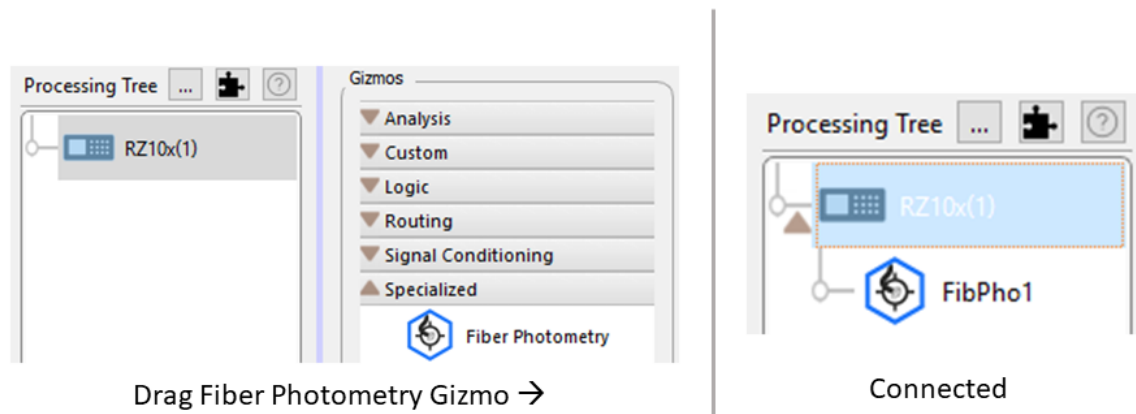 Processing Tree ... ?
RZ10x(1)
Gizmos
Analysis
Custom
Logic
Routing
Signal Conditioning
Specialized
Fiber Photometry
Drag Fiber Photometry Gizmo →
Processing Tree ... ?
RZ10x(1)
FibPho1
Connected